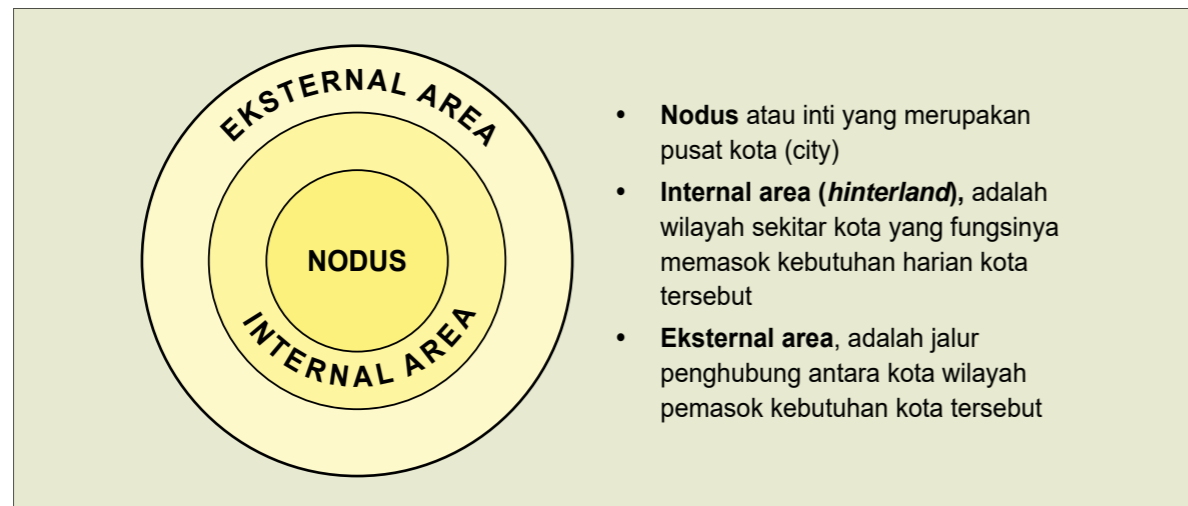 EKSTERNAL AREA
NODUS
INTERNAL AREA
• Nodus atau inti yang merupakan
pusat kota (city)
• Internal area (hinterland), adalah
wilayah sekitar kota yang fungsinya
memasok kebutuhan harian kota
tersebut
• Eksternal area, adalah jalur
penghubung antara kota wilayah
pemasok kebutuhan kota tersebut